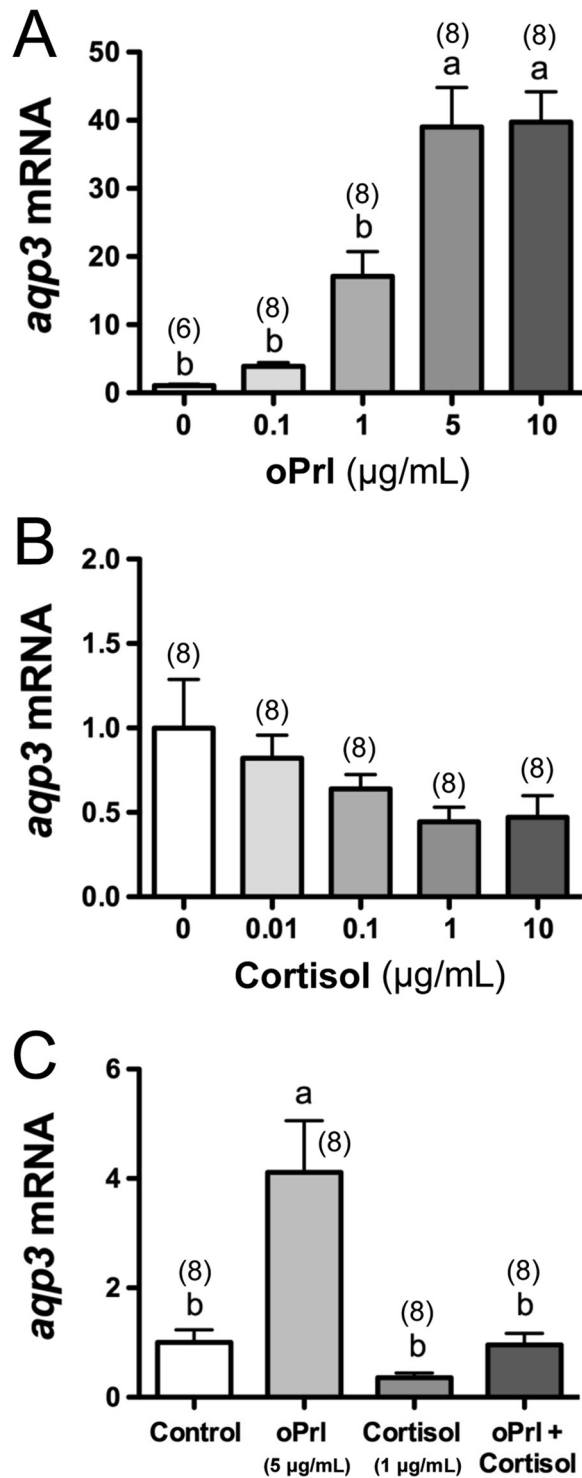 A
aqp3 mRNA
50
40
30
20
10
0
(6)
b
(8)
b
(8)
b
(8)
a
(8)
a
0 0.1 1 5 10
oPrl (µg/mL)
B
aqp3 mRNA
2.0
1.5
1.0
0.5
0.0
(8)
(8)
(8)
(8)
(8)
0 0.01 0.1 1 10
Cortisol (µg/mL)
C
aqp3 mRNA
6
4
2
0
(8)
b
a
(8)
(8)
b
(8)
b
Control oPrl Cortisol oPrl +
(5 µg/mL) (1 µg/mL) Cortisol